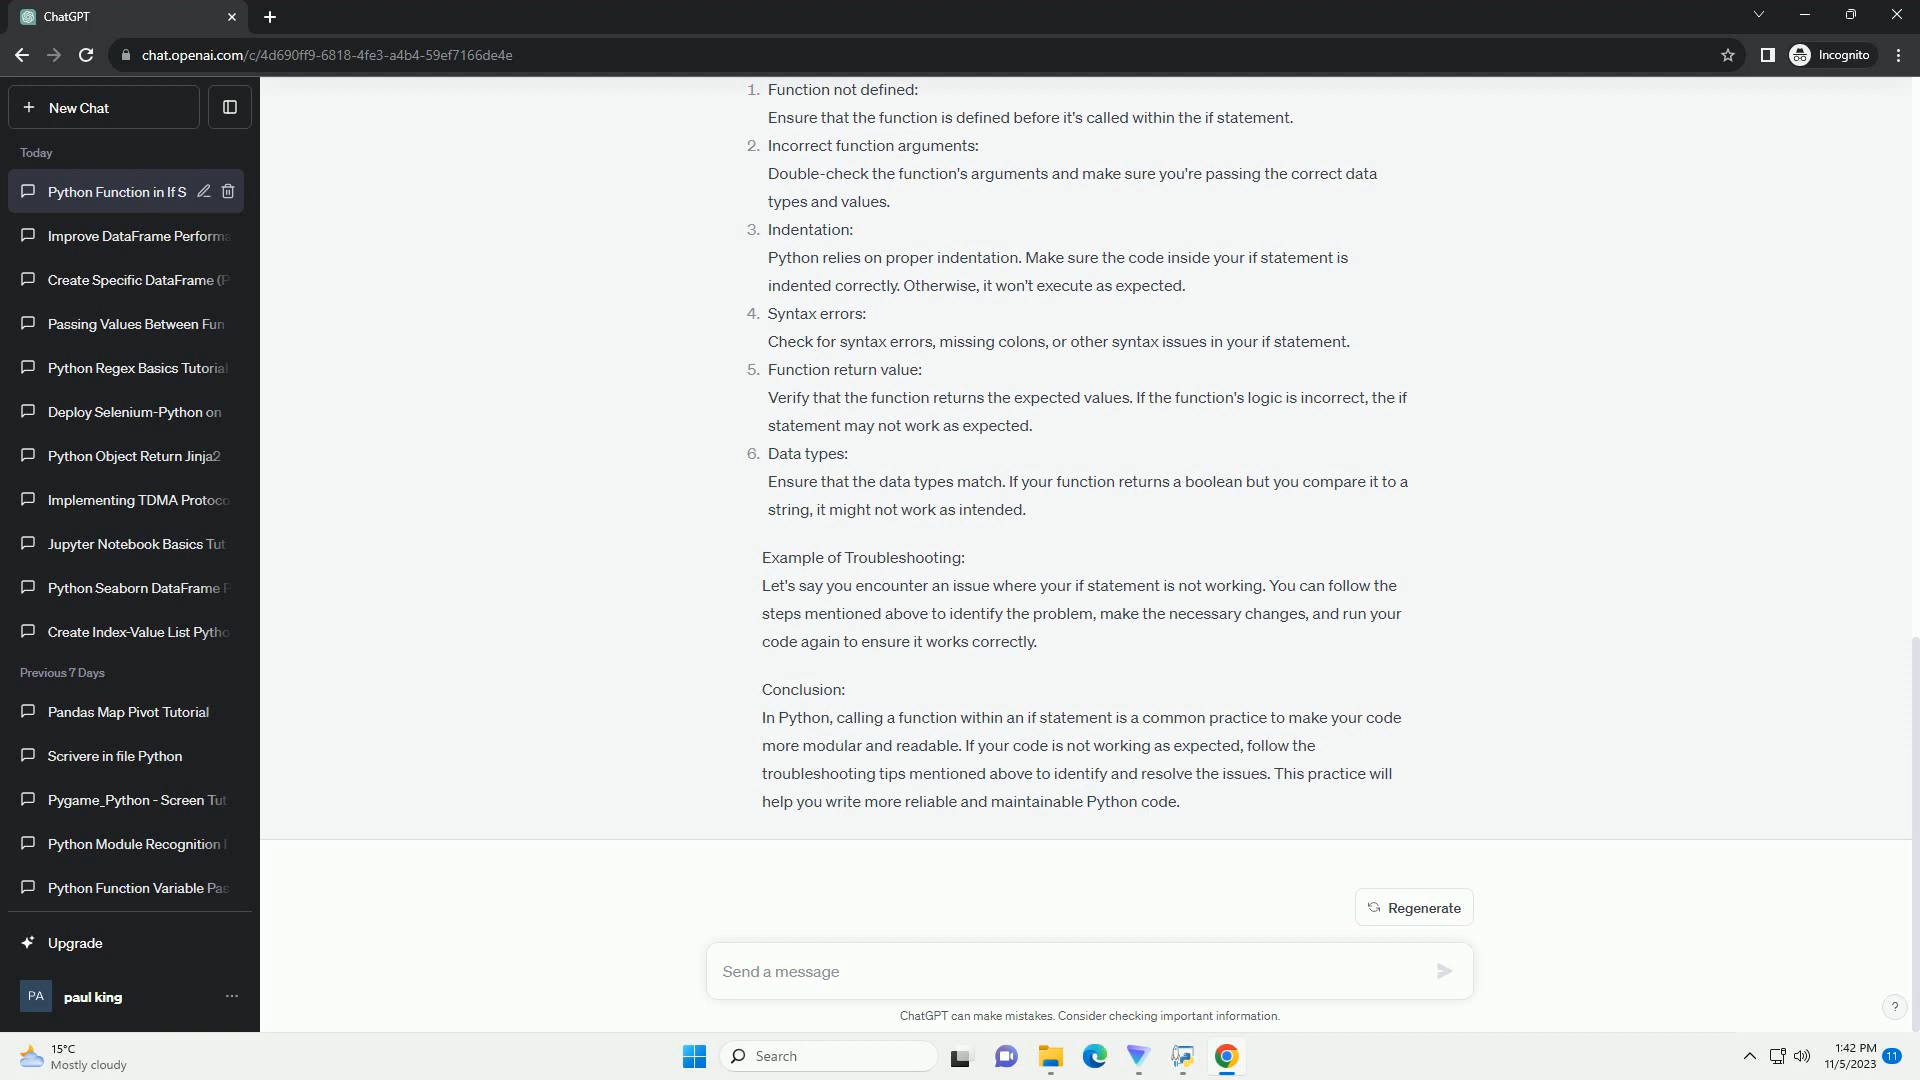 ChatGPT
chat.openai.com/c/4d690ff9-6818-4fe3-a4b4-59ef7166de4e
Incognito
New Chat
Today
Python Function in If S
Improve DataFrame Performa
Create Specific DataFrame (P
Passing Values Between Fun
Python Regex Basics Tutorial
Deploy Selenium-Python on
Python Object Return Jinja2
Implementing TDMA Protoco
Jupyter Notebook Basics Tut
Python Seaborn DataFrame P
Create Index-Value List Pytho
Previous 7 Days
Pandas Map Pivot Tutorial
Scrivere in file Python
Pygame_Python - Screen Tut
Python Module Recognition I
Python Function Variable Pas
Upgrade
PA paul king
1. Function not defined:
Ensure that the function is defined before it's called within the if statement.
2. Incorrect function arguments:
Double-check the function's arguments and make sure you're passing the correct data
types and values.
3. Indentation:
Python relies on proper indentation. Make sure the code inside your if statement is
indented correctly. Otherwise, it won't execute as expected.
4. Syntax errors:
Check for syntax errors, missing colons, or other syntax issues in your if statement.
5. Function return value:
Verify that the function returns the expected values. If the function's logic is incorrect, the if
statement may not work as expected.
6. Data types:
Ensure that the data types match. If your function returns a boolean but you compare it to a
string, it might not work as intended.
Example of Troubleshooting:
Let's say you encounter an issue where your if statement is not working. You can follow the
steps mentioned above to identify the problem, make the necessary changes, and run your
code again to ensure it works correctly.
Conclusion:
In Python, calling a function within an if statement is a common practice to make your code
more modular and readable. If your code is not working as expected, follow the
troubleshooting tips mentioned above to identify and resolve the issues. This practice will
help you write more reliable and maintainable Python code.
Regenerate
Send a message
ChatGPT can make mistakes. Consider checking important information.
?
15°C
Mostly cloudy
Search
1:42 PM
11/5/2023
11